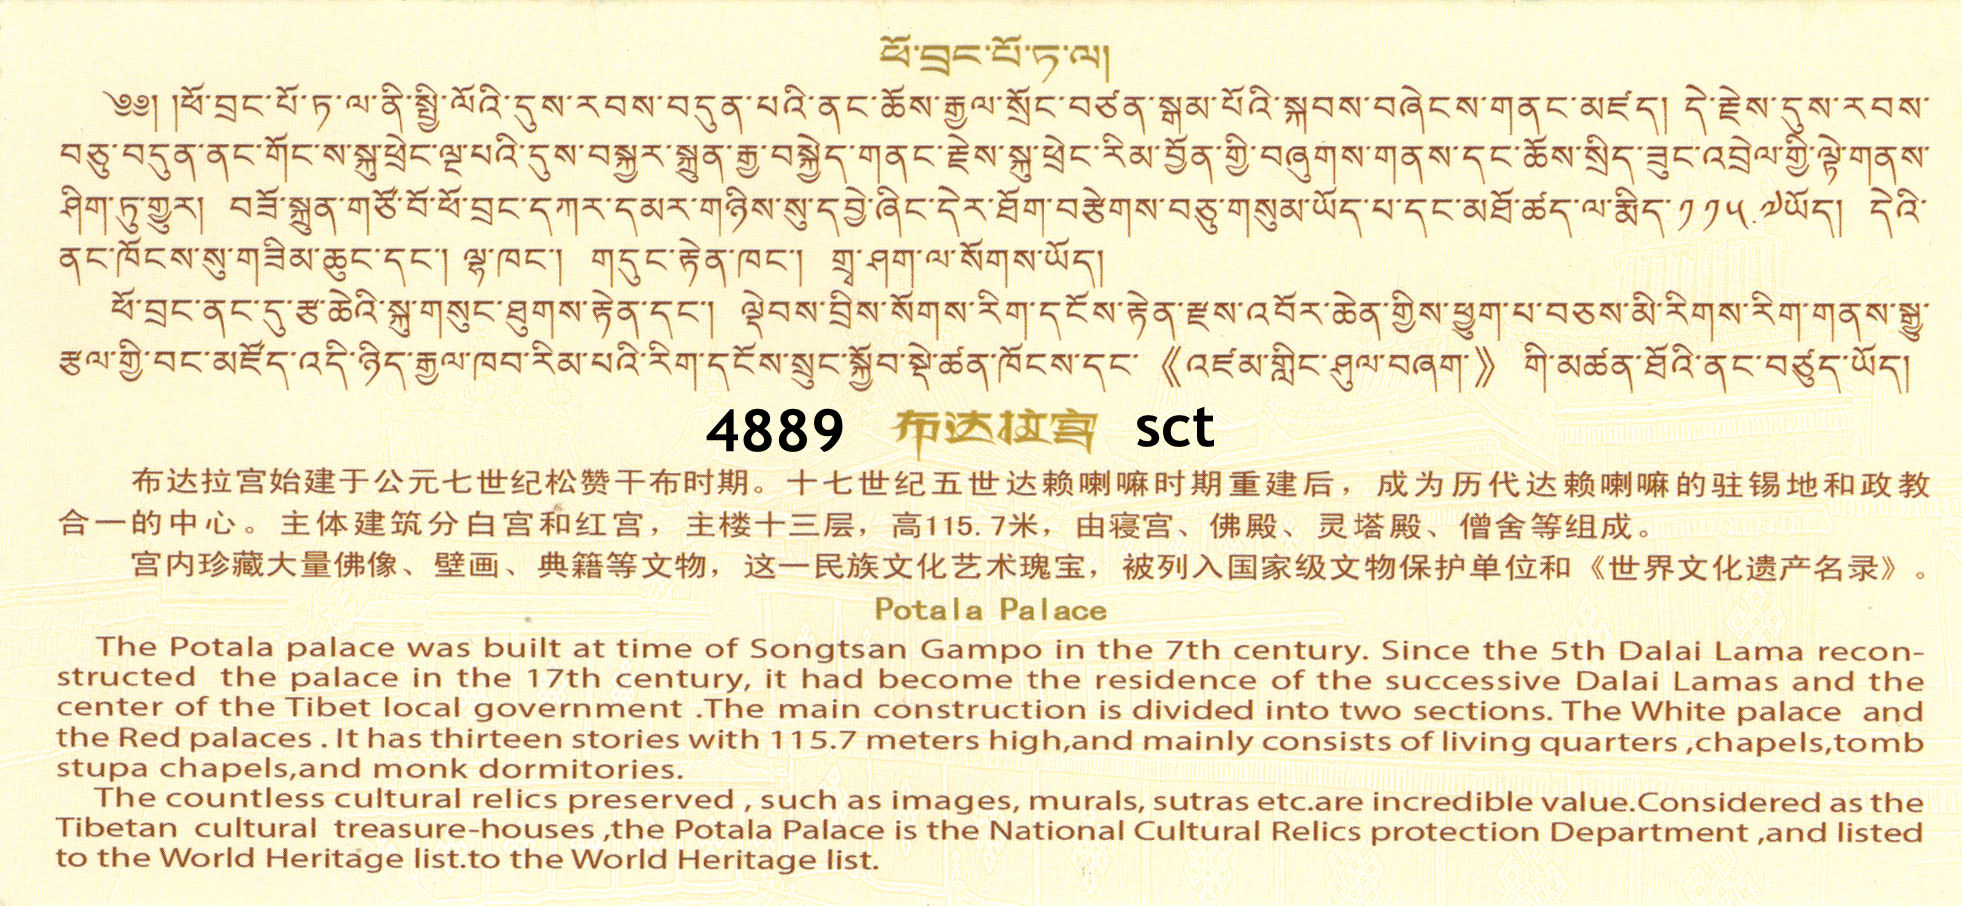 ཕོ་བྲང་པོ་ཏ་ལ།
༄༅། །ཕོ་བྲང་པོ་ཏ་ལ་ནི་སྤྱི་ལོའི་དུས་རབས་བདུན་པའི་ནང་ཆོས་རྒྱལ་སྲོང་བཙན་སྒམ་པོའི་སྐབས་བཞེངས་གནང་མཛད། དེ་རྗེས་དུས་རབས་
བཅུ་བདུན་ནང་གོང་ས་སྐུ་ཕྲེང་ལྔ་པའི་དུས་བསྐྱར་སྐྲུན་རྒྱ་བསྐྱེད་གནང་རྗེས་སྐུ་ཕྲེང་རིམ་བྱོན་གྱི་བཞུགས་གནས་དང་ཆོས་སྲིད་ཟུང་འབྲེལ་གྱི་ལྟེ་གནས་
ཤིག་ཏུ་གྱུར། བཟོ་སྐྲུན་གཙོ་བོ་ཕོ་བྲང་དཀར་དམར་གཉིས་སུ་དབྱེ་ཞིང་དེར་ཐོག་བརྩེགས་བཅུ་གསུམ་ཡོད་པ་དང་མཐོ་ཚད་ལ་རྨིད་༡༡༥.༧ཡོད། དེའི་
ནང་ཁོངས་སུ་གཟིམ་ཆུང་དང་། ལྷ་ཁང་། གདུང་རྟེན་ཁང་། གྲྭ་ཤག་ལ་སོགས་ཡོད།
ཕོ་བྲང་ནང་དུ་རྩ་ཆེའི་སྐུ་གསུང་ཐུགས་རྟེན་དང་། ལྡེབས་བྲིས་སོགས་རིག་དངོས་རྟེན་རྫས་འབོར་ཆེན་གྱིས་ཕྱུག་པ་བཅས་མི་རིགས་རིག་གནས་སྒྱུ་
རྩལ་གྱི་བང་མཛོད་འདི་ཉིད་རྒྱལ་ཁབ་རིམ་པའི་རིག་དངོས་སྲུང་སྐྱོབ་སྡེ་ཚན་ཁོངས་དང་《འཛམ་གླིང་ཤུལ་བཞག་》 གི་མཚན་ཐོའི་ནང་བཙུད་ཡོད།
4889 布达拉宫 sct
布达拉宫始建于公元七世纪松赞干布时期。十七世纪五世达赖喇嘛时期重建后，成为历代达赖喇嘛的驻锡地和政教
合一的中心。主体建筑分白宫和红宫，主楼十三层，高115.7米，由寝宫、佛殿、灵塔殿、僧舍等组成。
宫内珍藏大量佛像、壁画、典籍等文物，这一民族文化艺术瑰宝，被列入国家级文物保护单位和《世界文化遗产名录》。
Potala Palace
The Potala palace was built at time of Songtsan Gampo in the 7th century. Since the 5th Dalai Lama recon-
structed the palace in the 17th century, it had become the residence of the successive Dalai Lamas and the
center of the Tibet local government .The main construction is divided into two sections. The White palace and
the Red palaces . It has thirteen stories with 115.7 meters high,and mainly consists of living quarters ,chapels,tomb
stupa chapels,and monk dormitories.
The countless cultural relics preserved , such as images, murals, sutras etc.are incredible value.Considered as the
Tibetan cultural treasure-houses ,the Potala Palace is the National Cultural Relics protection Department ,and listed
to the World Heritage list.to the World Heritage list.